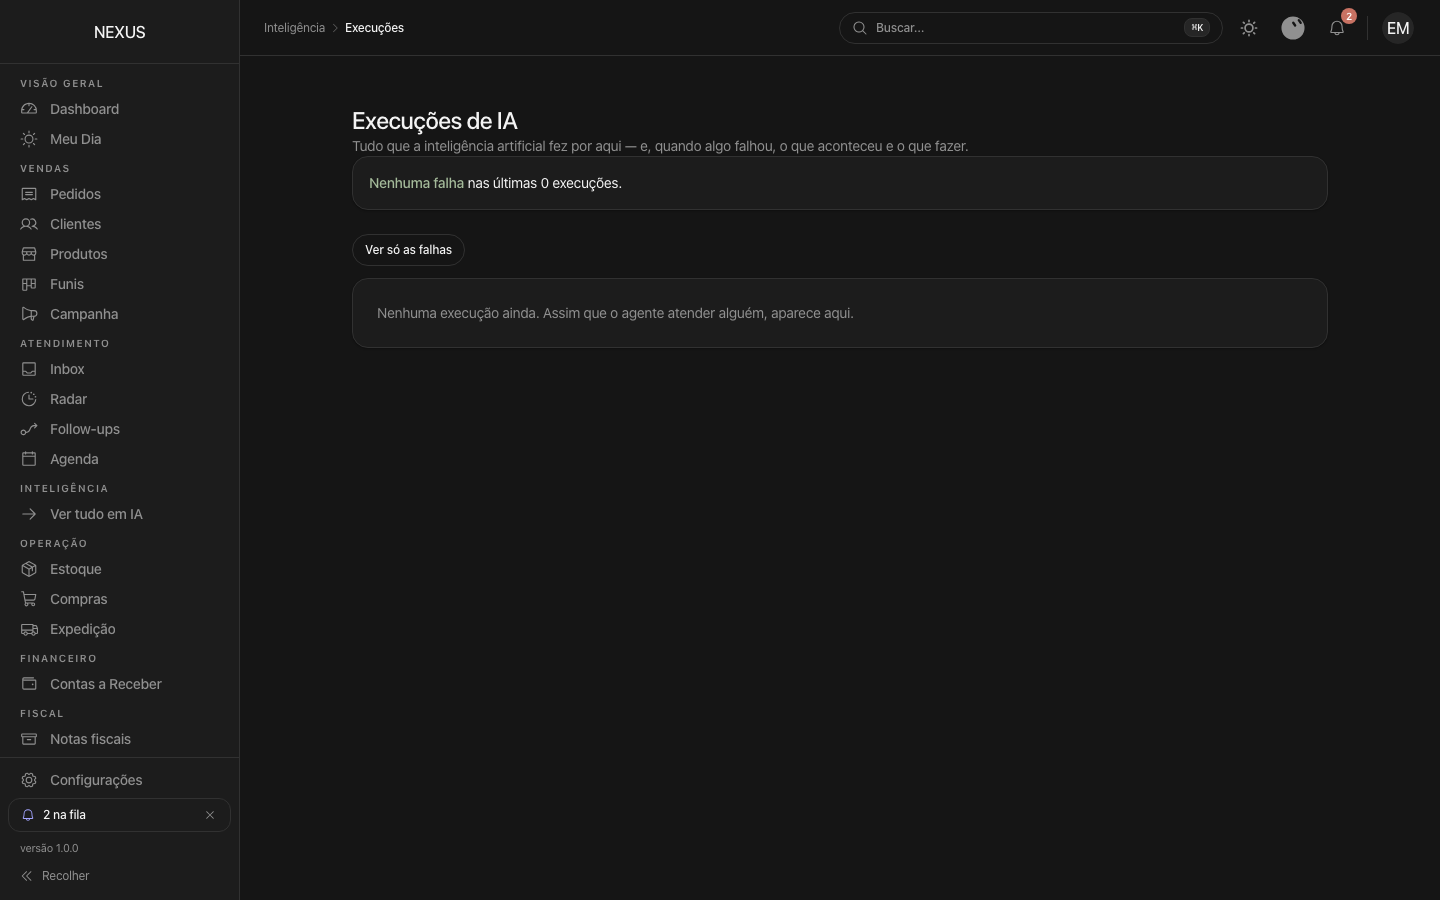 NEXUS
Inteligência > Execuções
Buscar...
⌘K
2
EM
VISÃO GERAL
Dashboard
Meu Dia
VENDAS
Pedidos
Clientes
Produtos
Funis
Campanha
ATENDIMENTO
Inbox
Radar
Follow-ups
Agenda
INTELIGÊNCIA
Ver tudo em IA
OPERAÇÃO
Estoque
Compras
Expedição
FINANCEIRO
Contas a Receber
FISCAL
Notas fiscais
Configurações
2 na fila
versão 1.0.0
Recolher
Execuções de IA
Tudo que a inteligência artificial fez por aqui — e, quando algo falhou, o que aconteceu e o que fazer.
Nenhuma falha nas últimas 0 execuções.
Ver só as falhas
Nenhuma execução ainda. Assim que o agente atender alguém, aparece aqui.